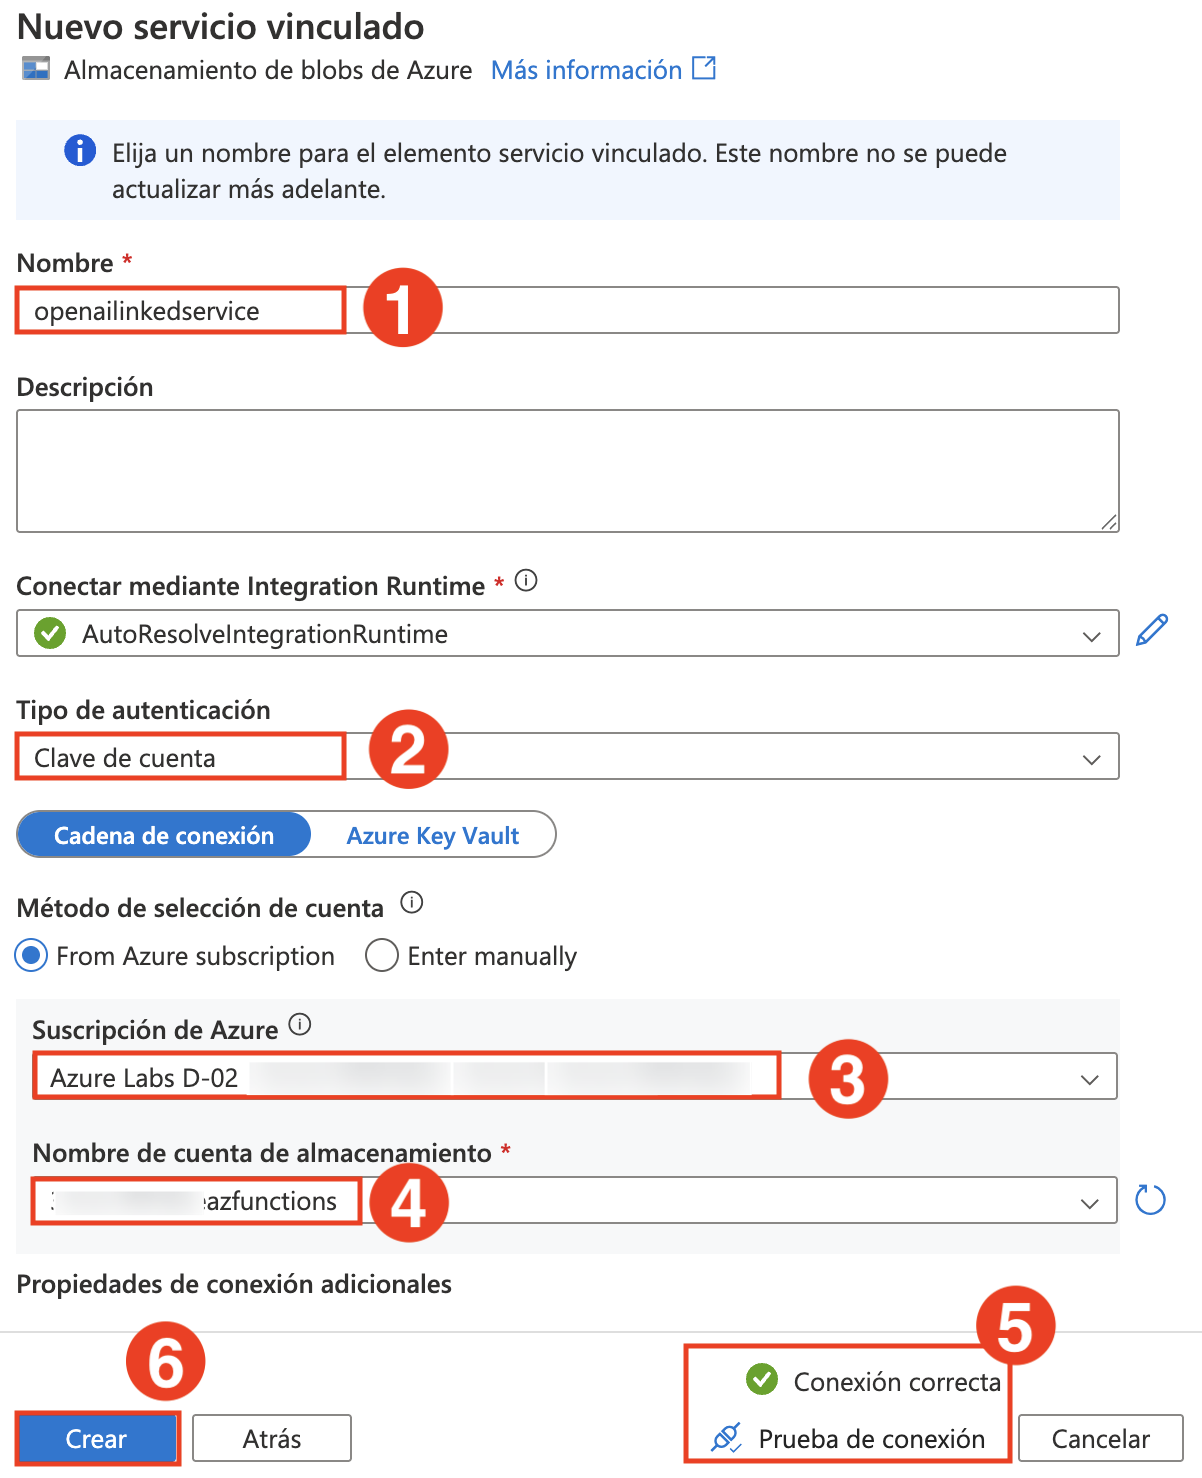 Nuevo servicio vinculado
Almacenamiento de blobs de Azure Más información
Elija un nombre para el elemento servicio vinculado. Este nombre no se puede
actualizar más adelante.
Nombre *
openailinkedservice 1
Descripción
Conectar mediante Integration Runtime *
AutoResolveIntegrationRuntime
Tipo de autenticación
Clave de cuenta 2
Cadena de conexión Azure Key Vault
Método de selección de cuenta
From Azure subscription Enter manually
Suscripción de Azure
Azure Labs D-02 3
Nombre de cuenta de almacenamiento *
eazfunctions 4
Propiedades de conexión adicionales
5
6
Conexión correcta
Crear Atrás Prueba de conexión Cancelar